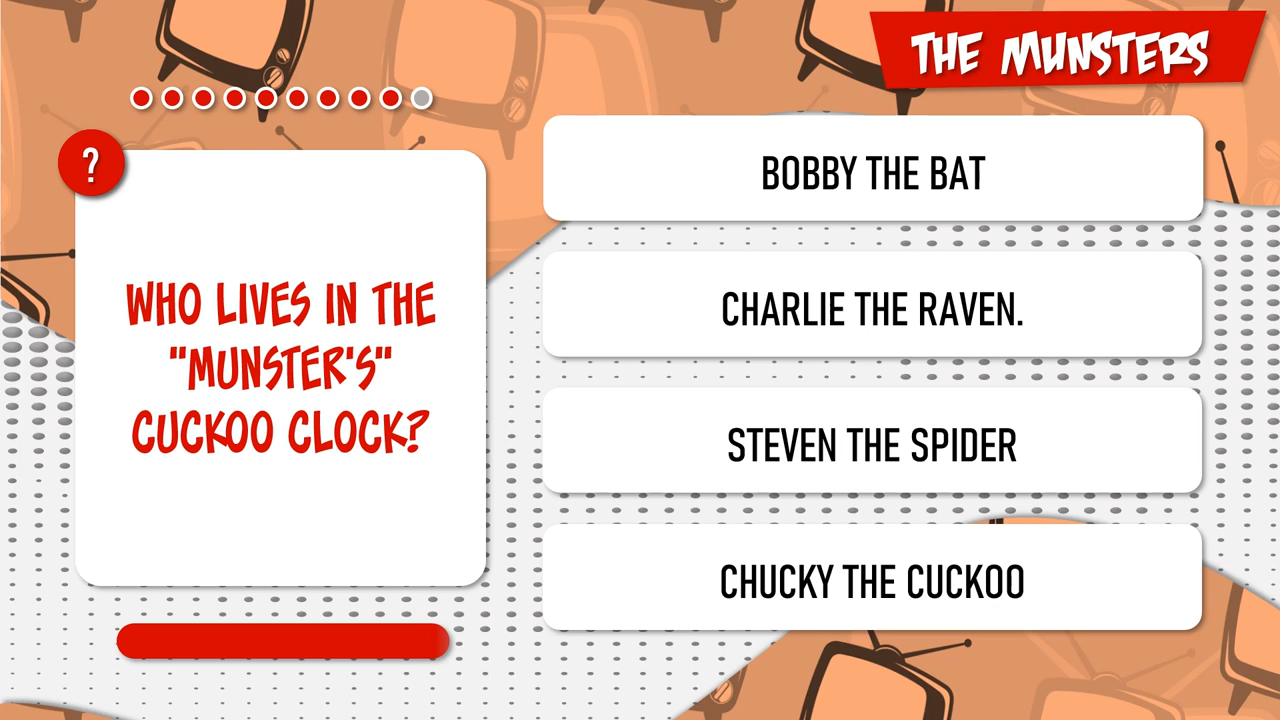 THE MUNSTERS
?
WHO LIVES IN THE
"MUNSTER'S"
CUCKOO CLOCK?
BOBBY THE BAT
CHARLIE THE RAVEN.
STEVEN THE SPIDER
CHUCKY THE CUCKOO